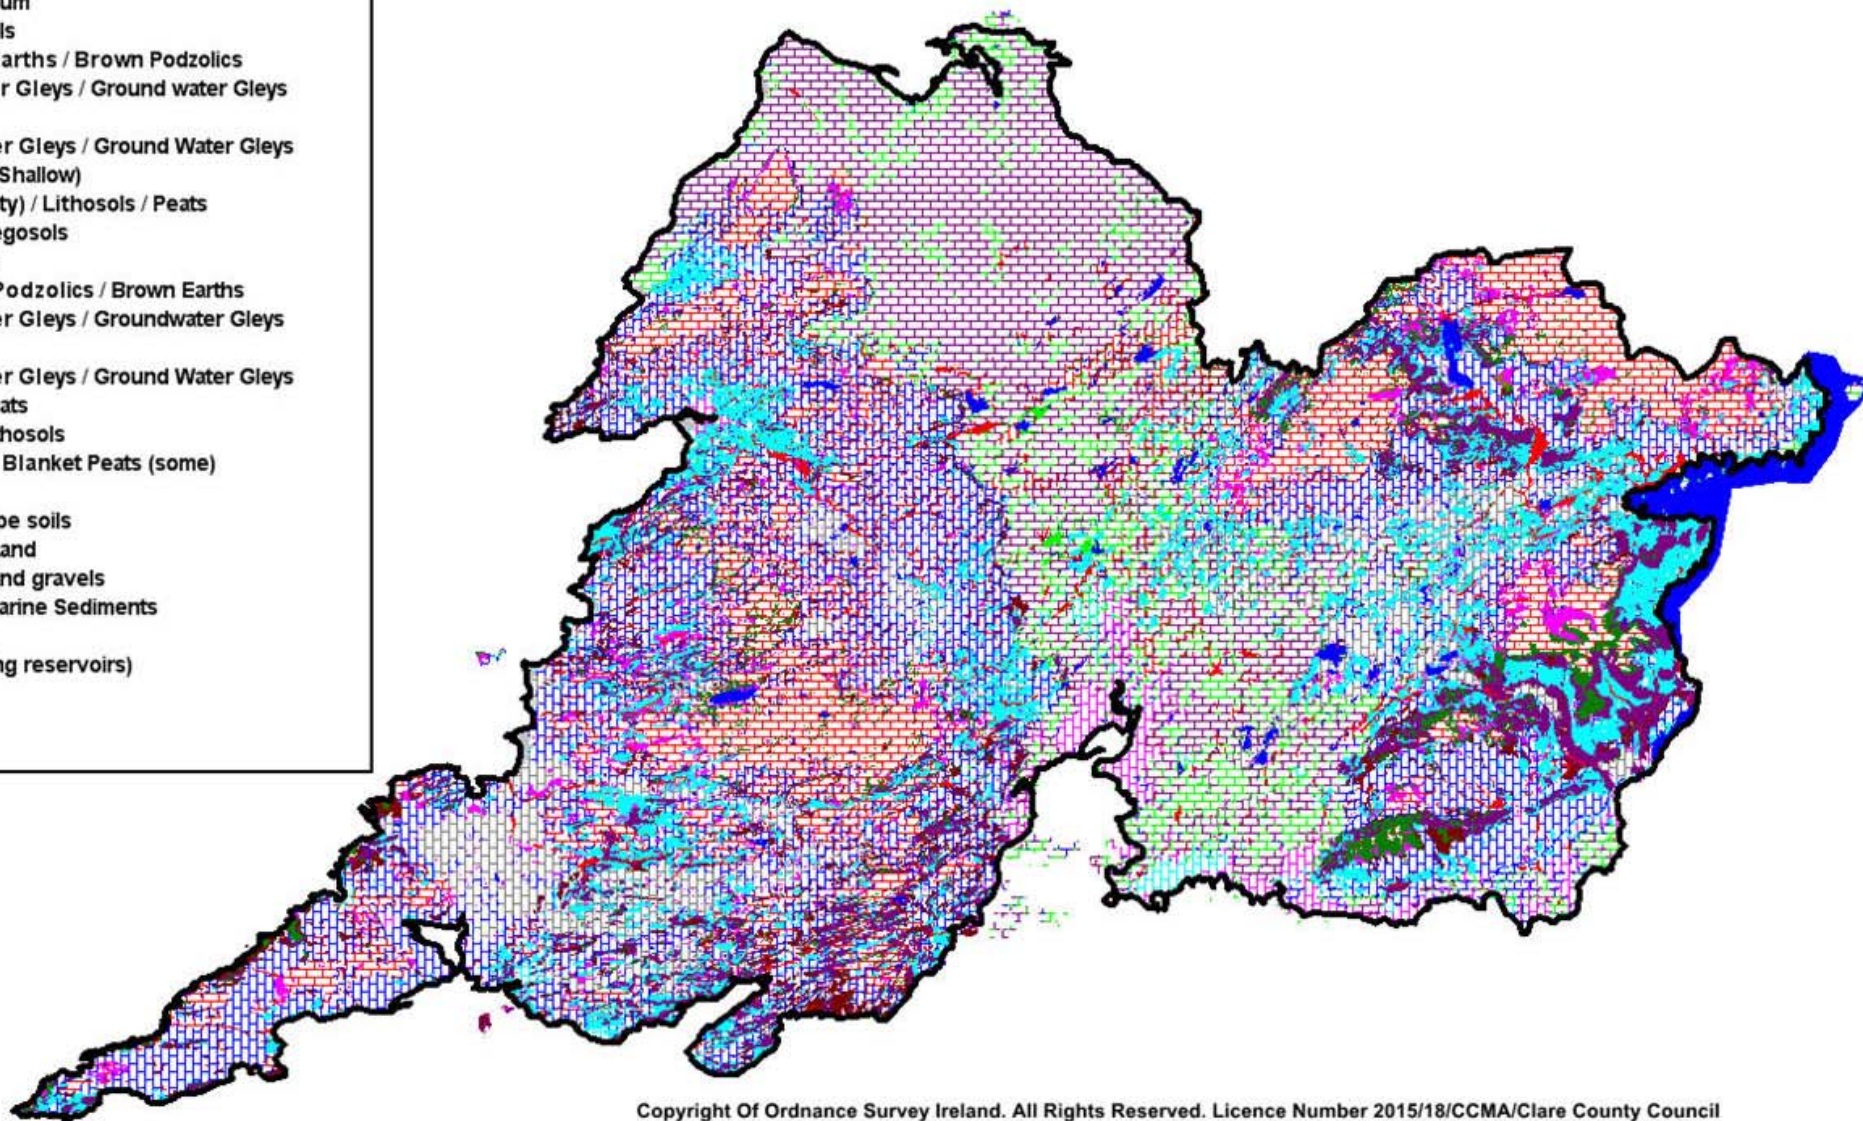 um
ls
arths / Brown Podzolics
r Gleys / Ground water Gleys
er Gleys / Ground Water Gleys
Shallow)
ty) / Lithosols / Peats
egosols
Podzolics / Brown Earths
er Gleys / Groundwater Gleys
er Gleys / Ground Water Gleys
ats
hosols
Blanket Peats (some)
pe soils
and
nd gravels
arine Sediments
ng reservoirs)
Copyright Of Ordnance Survey Ireland. All Rights Reserved. Licence Number 2015/18/CCMA/Clare County Council